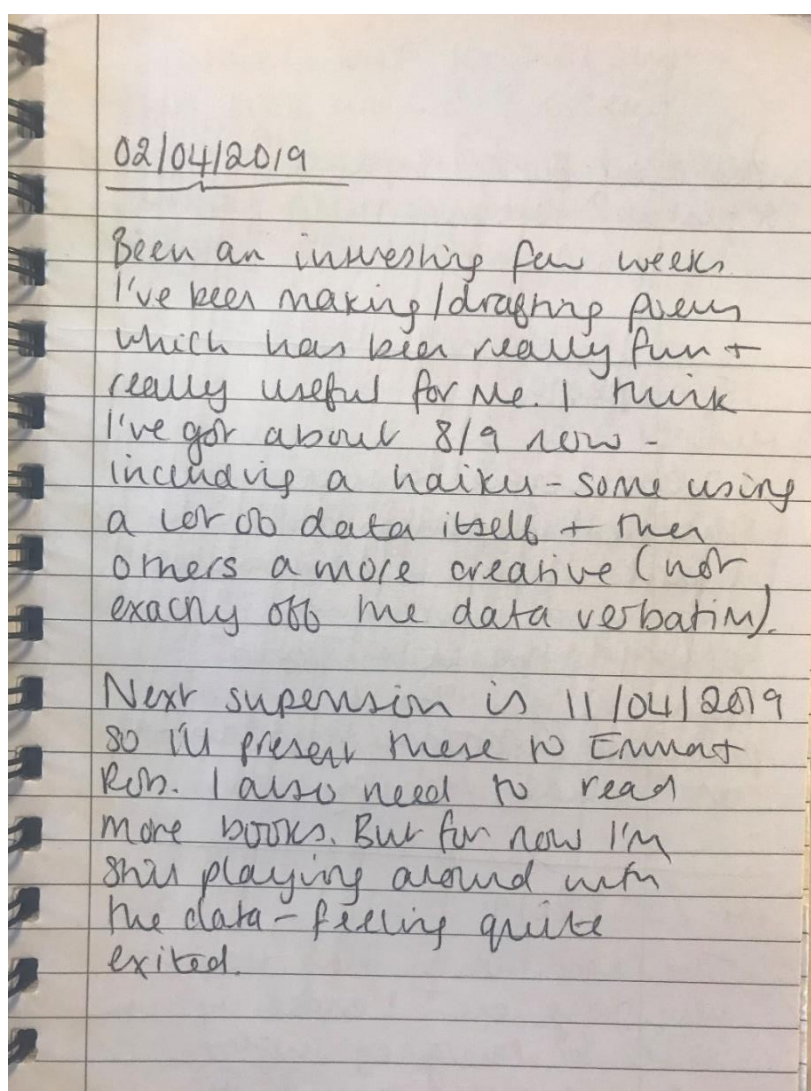 02/04/2019
Been an interesting few weeks
I've been making/drafting poems
which has been really fun +
really useful for me. I think
I've got about 8/9 now -
including a haiku - some using
a lot of data itself + then
others a more creative (not
exactly off the data verbatim).
Next supervision is 11/04/2019
so I'll present these to Emma +
Rob. I also need to read
more books. But for now I'm
still playing around with
the data - feeling quite
exited.